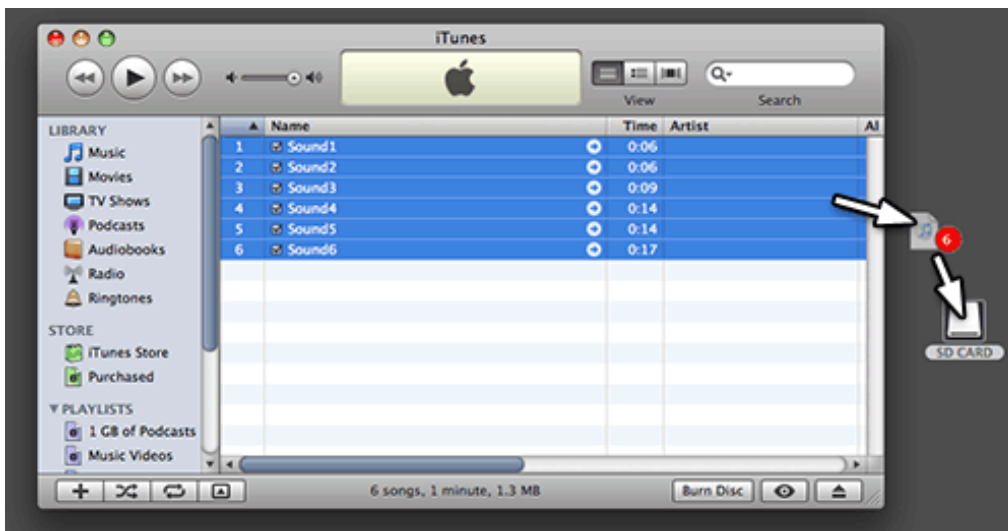 iTunes
View
Search
LIBRARY
Music
Movies
TV Shows
Podcasts
Audiobooks
Radio
Ringtones
STORE
iTunes Store
Purchased
PLAYLISTS
1 GB of Podcasts
Music Videos
Name Time Artist Al
1 Sound1 0:06
2 Sound2 0:06
3 Sound3 0:09
4 Sound4 0:14
5 Sound5 0:14
6 Sound6 0:17
6
SD CARD
6 songs, 1 minute, 1.3 MB
Burn Disc